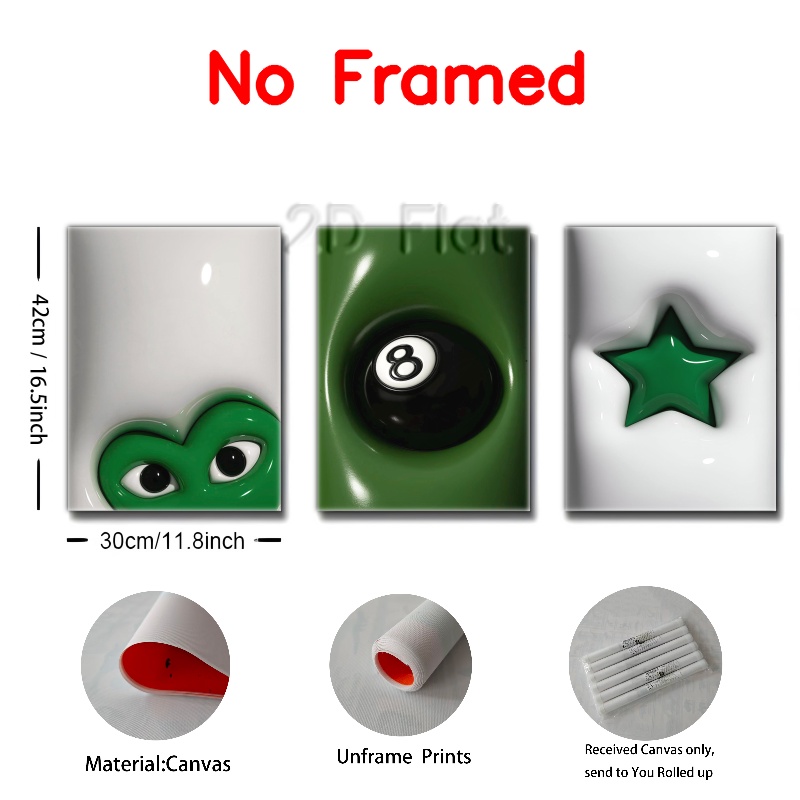 No Framed
2D Flat
42cm / 16.5inch
8
30cm/11.8inch
Material:Canvas
Unframe Prints
Received Canvas only,
send to You Rolled up